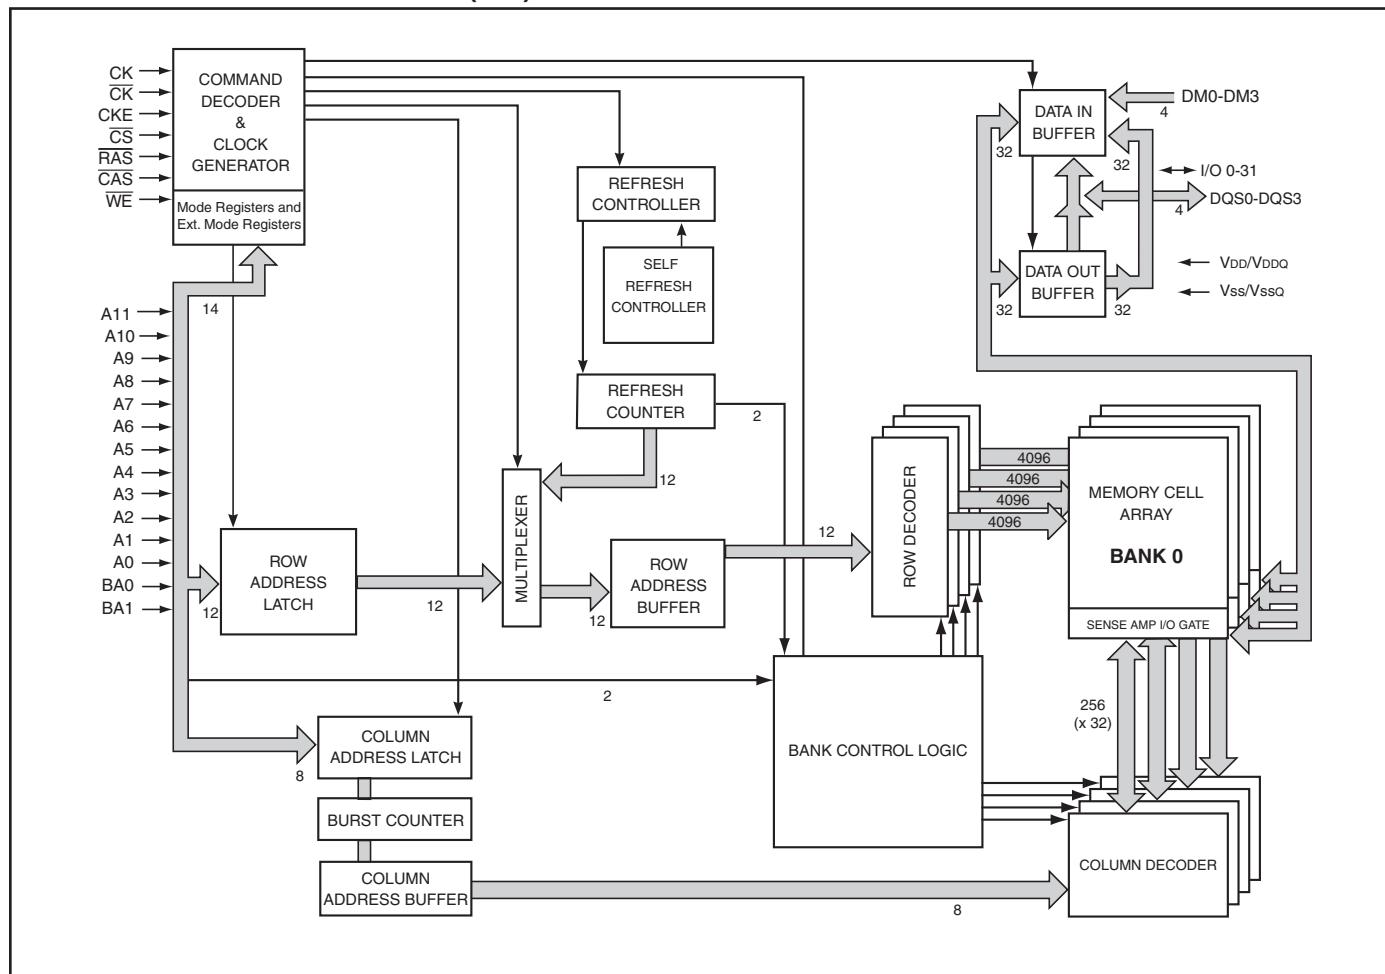 CK
CK
CKE
CS
RAS
CAS
WE
COMMAND
DECODER
&
CLOCK
GENERATOR
Mode Registers and
Ext. Mode Registers
14
A11
A10
A9
A8
A7
A6
A5
A4
A3
A2
A1
A0
BA0
BA1
12
ROW
ADDRESS
LATCH
12
MULTIPLEXER
12
REFRESH
CONTROLLER
SELF
REFRESH
CONTROLLER
REFRESH
COUNTER
2
12
ROW
ADDRESS
BUFFER
12
ROW DECODER
4096
4096
4096
4096
MEMORY CELL
ARRAY
BANK 0
SENSE AMP I/O GATE
DATA IN
BUFFER
DM0-DM3
4
32
32
I/O 0-31
DQS0-DQS3
4
DATA OUT
BUFFER
32
32
VDD/VDDQ
VSS/VSSQ
2
BANK CONTROL LOGIC
256
(x 32)
8
COLUMN
ADDRESS LATCH
BURST COUNTER
COLUMN
ADDRESS BUFFER
8
COLUMN DECODER